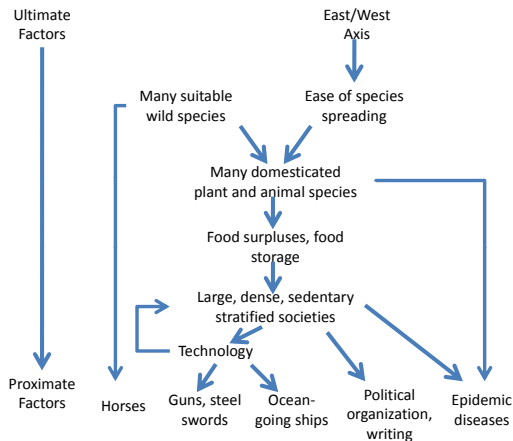 Ultimate
Factors
East/West
Axis
Many suitable
wild species
Ease of species
spreading
Many domesticated
plant and animal species
Food surpluses, food
storage
Large, dense, sedentary
stratified societies
Technology
Proximate
Factors
Horses
Guns, steel
swords
Ocean-
going ships
Political
organization,
writing
Epidemic
diseases